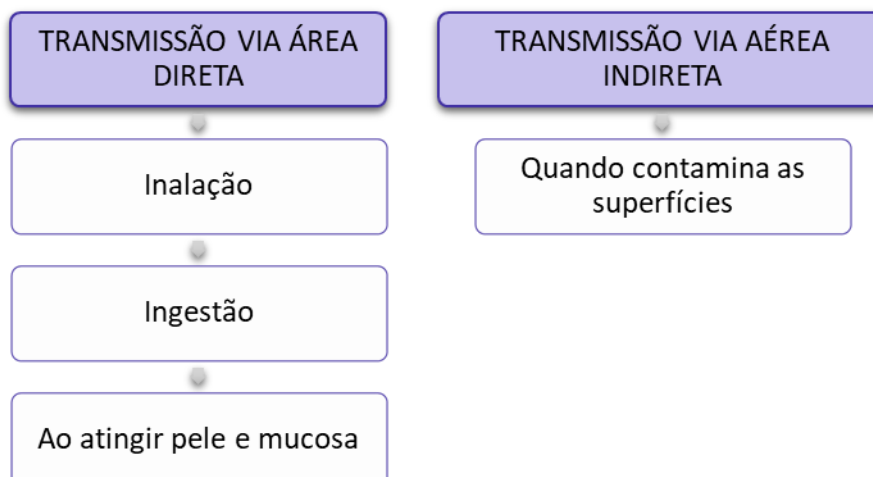 TRANSMISSÃO VIA ÁREA
DIRETA
Inalação
Ingestão
Ao atingir pele e mucosa
TRANSMISSÃO VIA AÉREA
INDIRETA
Quando contamina as
superfícies